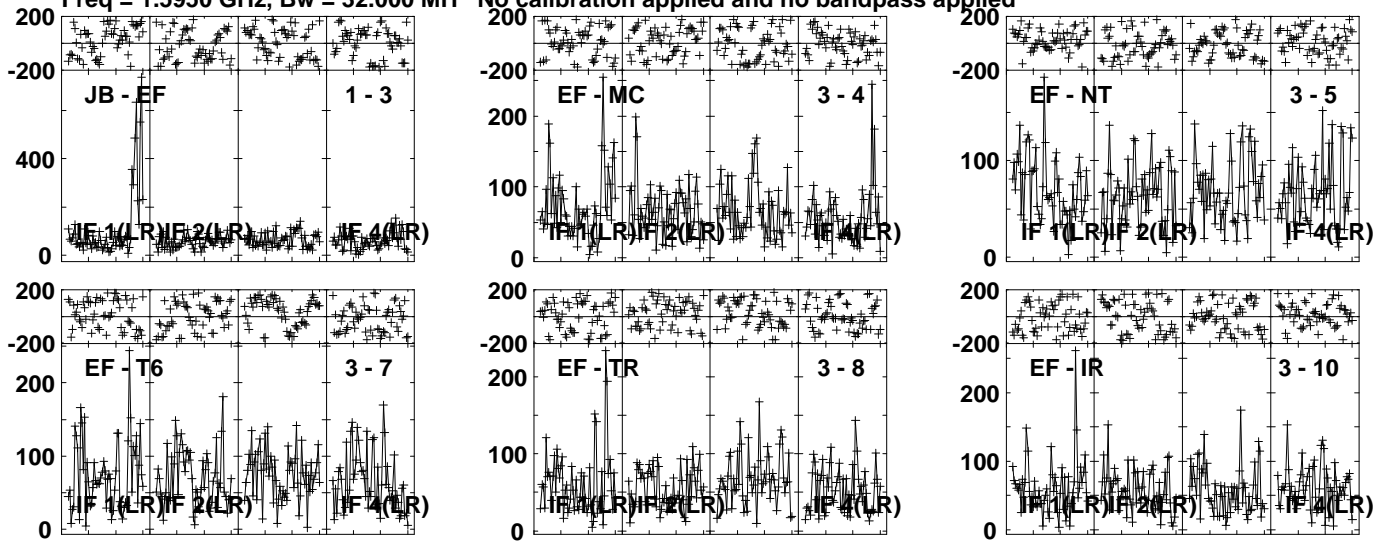 Freq = 1.5950 GHz, Bw = 32.000 MH No calibration applied and no bandpass applied
200
-200
JB - EF
1 - 3
400
0
IF 1(LR)
IF 2(LR)
IF 4(LR)
200
-200
EF - MC
3 - 4
200
100
0
IF 1(LR)
IF 2(LR)
IF 4(LR)
200
-200
EF - NT
3 - 5
100
0
IF 1(LR)
IF 2(LR)
IF 4(LR)
200
-200
EF - T6
3 - 7
200
100
0
IF 1(LR)
IF 2(LR)
IF 4(LR)
200
-200
EF - TR
3 - 8
200
100
0
IF 1(LR)
IF 2(LR)
IF 4(LR)
200
-200
EF - IR
3 - 10
200
100
0
IF 1(LR)
IF 2(LR)
IF 4(LR)